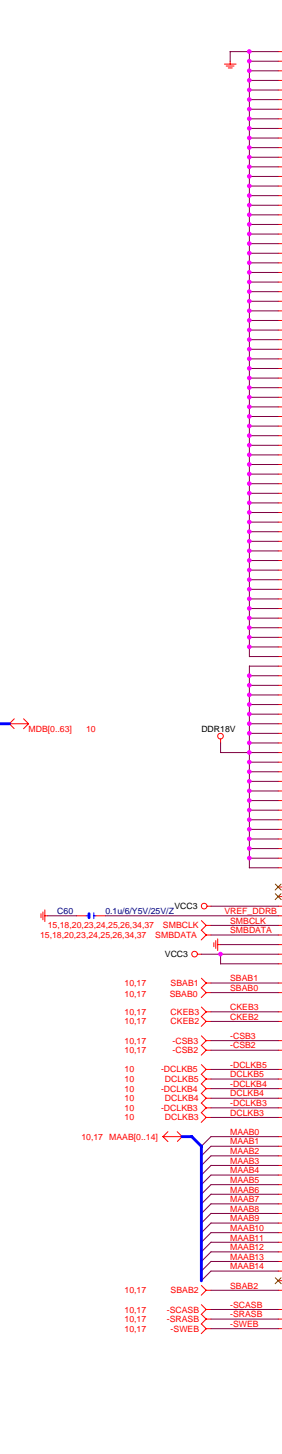 MDB[0..63] 10
DDR18V
VCC3
C60 0.1u/6/Y5V/25V/Z VREF_DDRB
15,18,20,23,24,25,26,34,37 SMBCLK SMBCLK
15,18,20,23,24,25,26,34,37 SMBDATA SMBDATA
VCC3
10,17 SBAB1 SBAB1
10,17 SBAB0 SBAB0
10,17 CKEB3 CKEB3
10,17 CKEB2 CKEB2
10,17 -CSB3 -CSB3
10,17 -CSB2 -CSB2
10 -DCLKB5 -DCLKB5
10 DCLKB5 DCLKB5
10 -DCLKB4 -DCLKB4
10 DCLKB4 DCLKB4
10 -DCLKB3 -DCLKB3
10 DCLKB3 DCLKB3
10,17 MAAB[0..14] MAAB0
MAAB1
MAAB2
MAAB3
MAAB4
MAAB5
MAAB6
MAAB7
MAAB8
MAAB9
MAAB10
MAAB11
MAAB12
MAAB13
MAAB14
10,17 SBAB2 SBAB2
10,17 -SCASB -SCASB
10,17 -SRASB -SRASB
10,17 -SWEB -SWEB